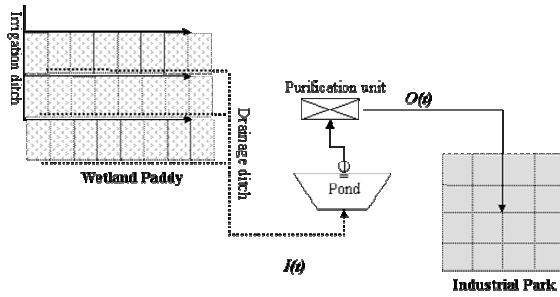 Irrigation ditch
Wetland Paddy
Drainage ditch
Purification unit
O(t)
Pond
I(t)
Industrial Park